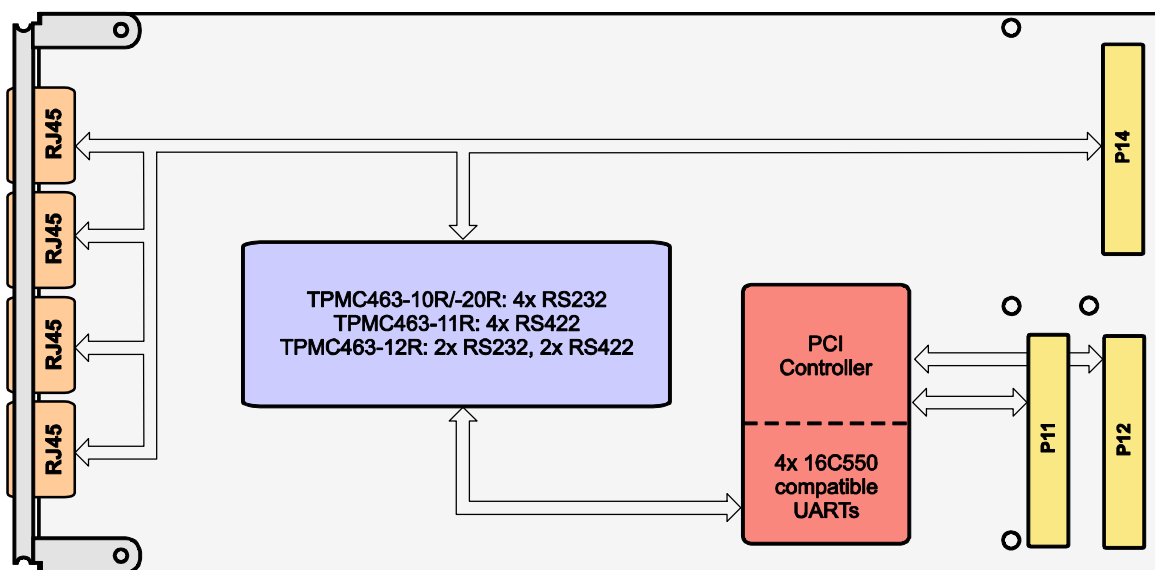 RJ45
RJ45
RJ45
RJ45
P14
TPMC463-10R/-20R: 4x RS232
TPMC463-11R: 4x RS422
TPMC463-12R: 2x RS232, 2x RS422
PCI
Controller
4x 16C550
compatible
UARTs
P11
P12